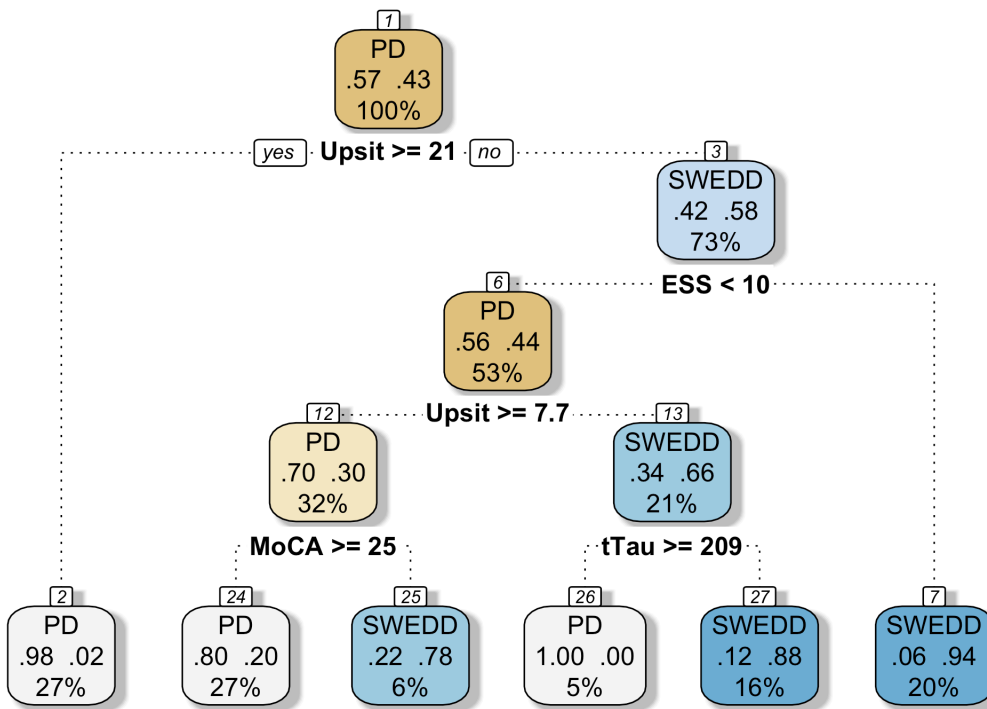 1
PD
.57 .43
100%
yes Upsit >= 21 no
3
SWEDD
.42 .58
73%
ESS < 10
6
PD
.56 .44
53%
Upsit >= 7.7
12
PD
.70 .30
32%
MoCA >= 25
13
SWEDD
.34 .66
21%
tTau >= 209
2
PD
.98 .02
27%
24
PD
.80 .20
27%
25
SWEDD
.22 .78
6%
26
PD
1.00 .00
5%
27
SWEDD
.12 .88
16%
7
SWEDD
.06 .94
20%